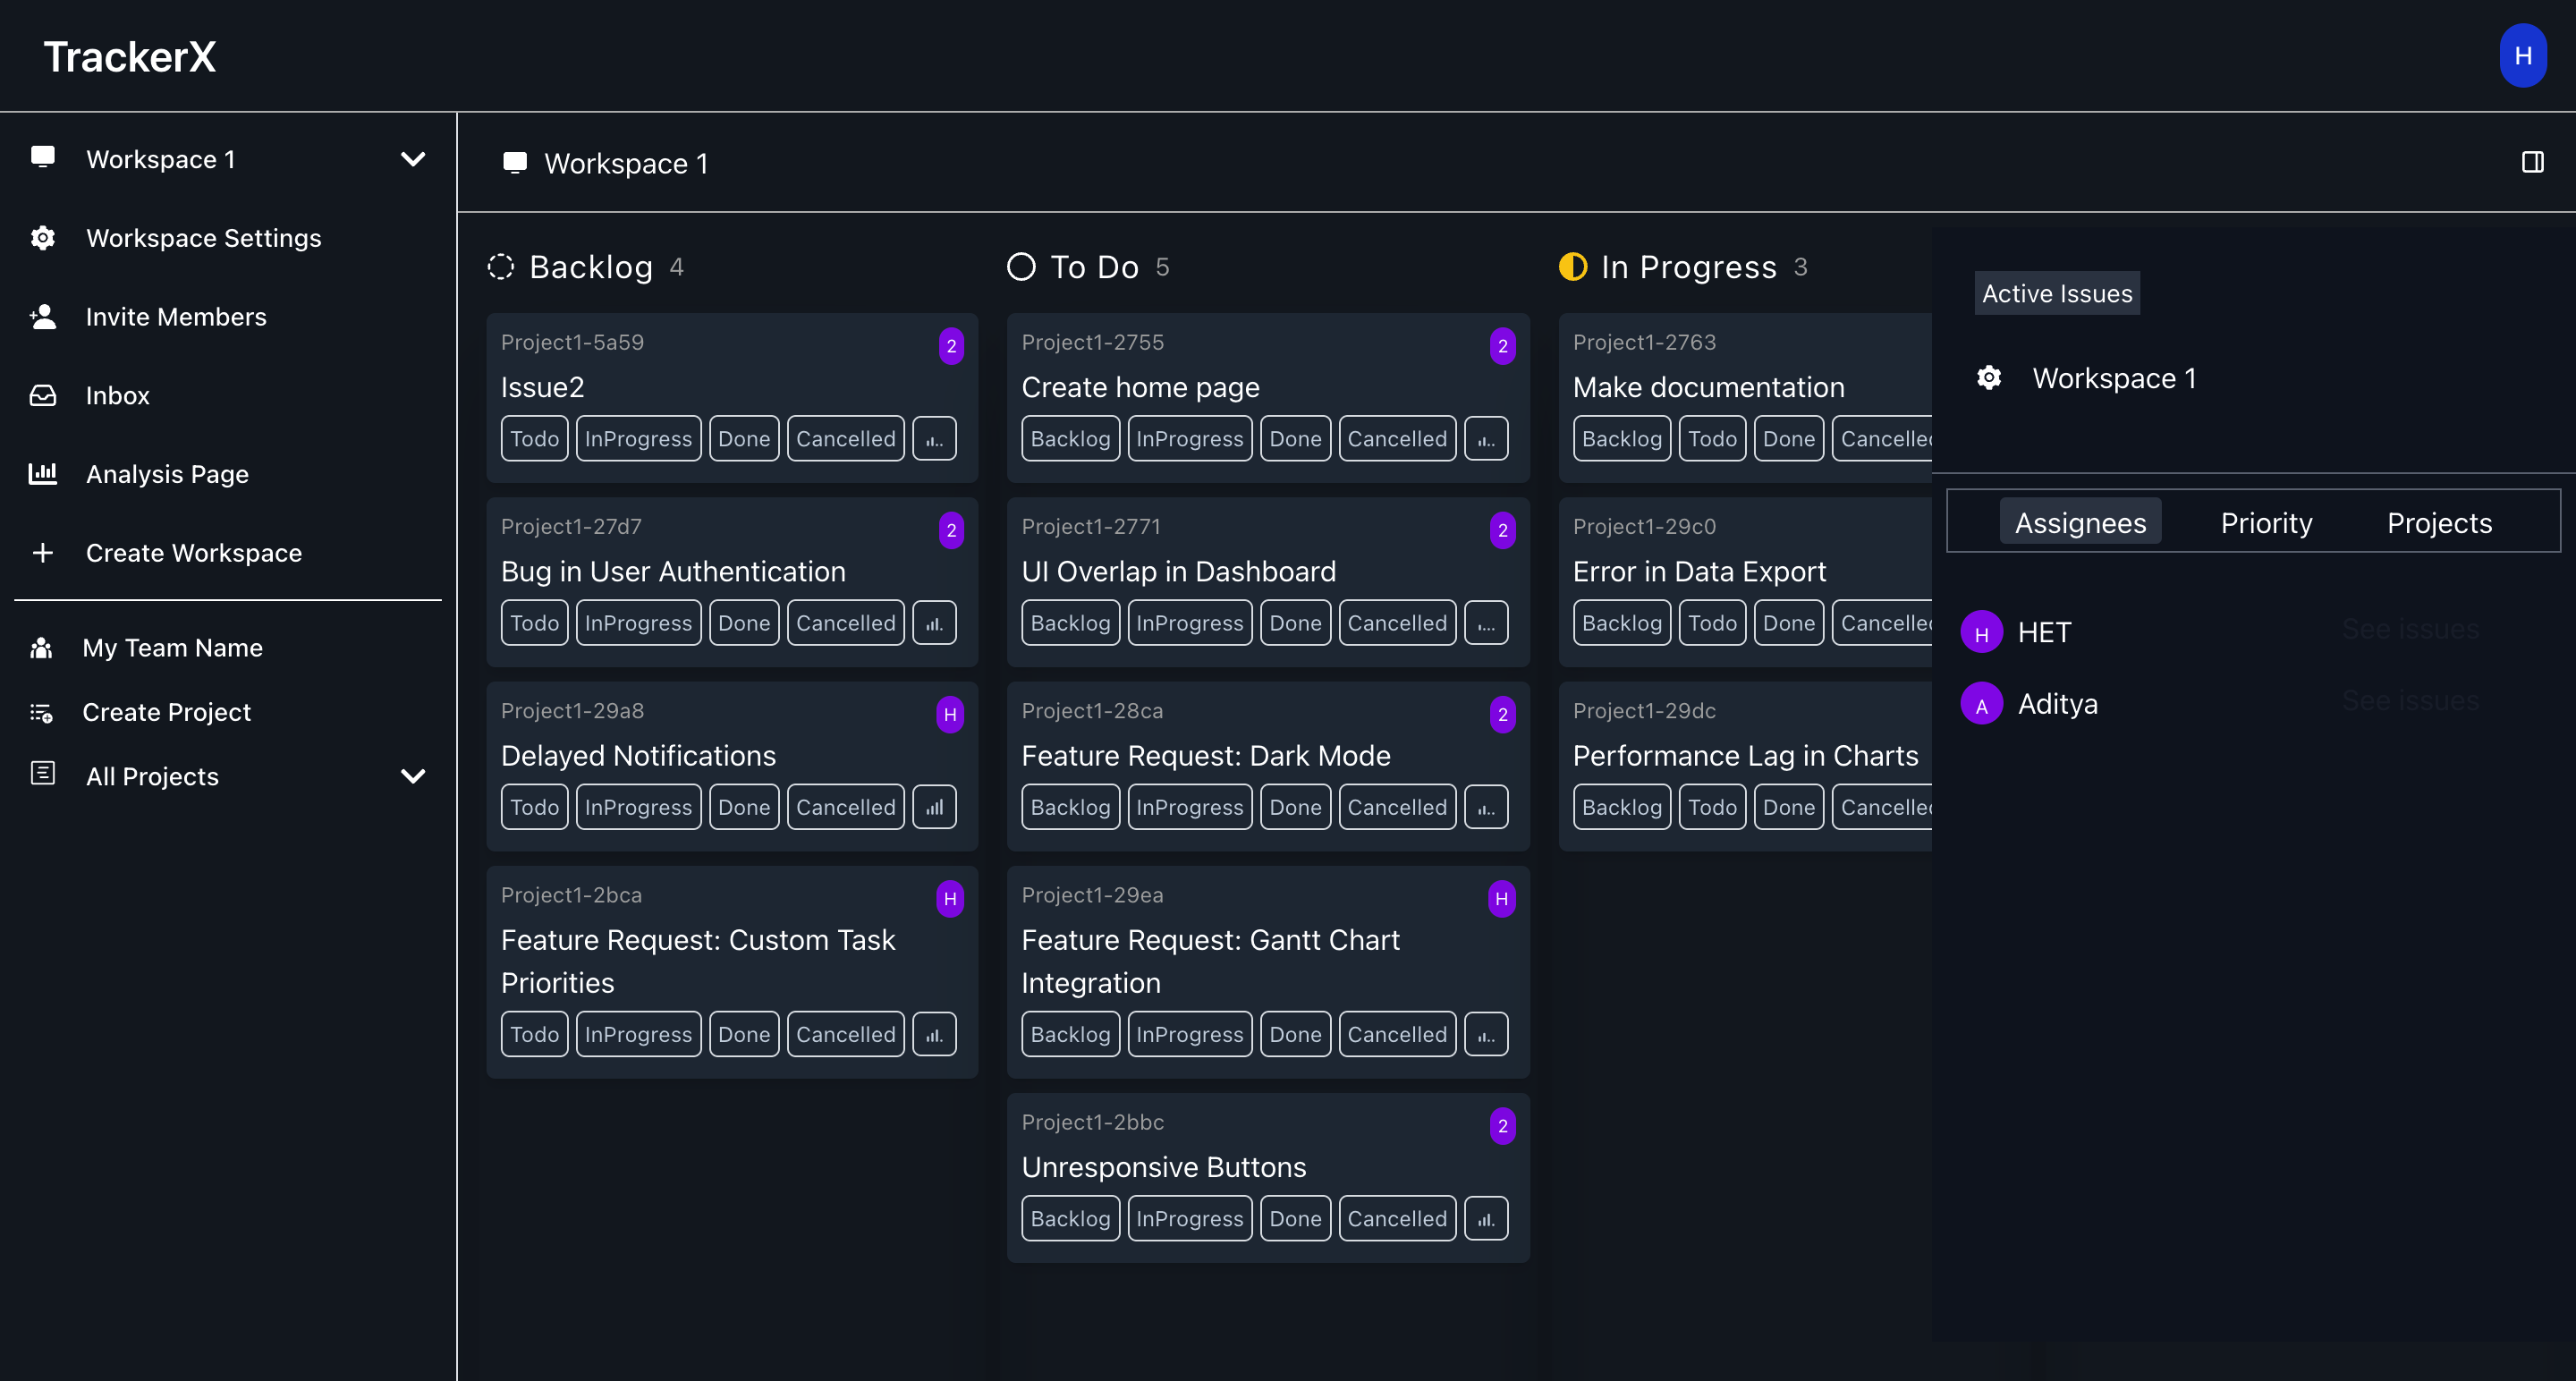 TrackerX
H
Workspace 1
Workspace Settings
Invite Members
Inbox
Analysis Page
Create Workspace
My Team Name
Create Project
All Projects
Workspace 1
Backlog 4
Project1-5a59 2
Issue2
Todo InProgress Done Cancelled
Project1-27d7 2
Bug in User Authentication
Todo InProgress Done Cancelled
Project1-29a8 H
Delayed Notifications
Todo InProgress Done Cancelled
Project1-2bca H
Feature Request: Custom Task
Priorities
Todo InProgress Done Cancelled
To Do 5
Project1-2755 2
Create home page
Backlog InProgress Done Cancelled
Project1-2771 2
UI Overlap in Dashboard
Backlog InProgress Done Cancelled
Project1-28ca 2
Feature Request: Dark Mode
Backlog InProgress Done Cancelled
Project1-29ea H
Feature Request: Gantt Chart
Integration
Backlog InProgress Done Cancelled
Project1-2bbc 2
Unresponsive Buttons
Backlog InProgress Done Cancelled
In Progress 3
Project1-2763
Make documentation
Backlog Todo Done Cancelled
Project1-29c0
Error in Data Export
Backlog Todo Done Cancelled
Project1-29dc
Performance Lag in Charts
Backlog Todo Done Cancelled
Active Issues
Workspace 1
Assignees Priority Projects
H HET See issues
A Aditya See issues